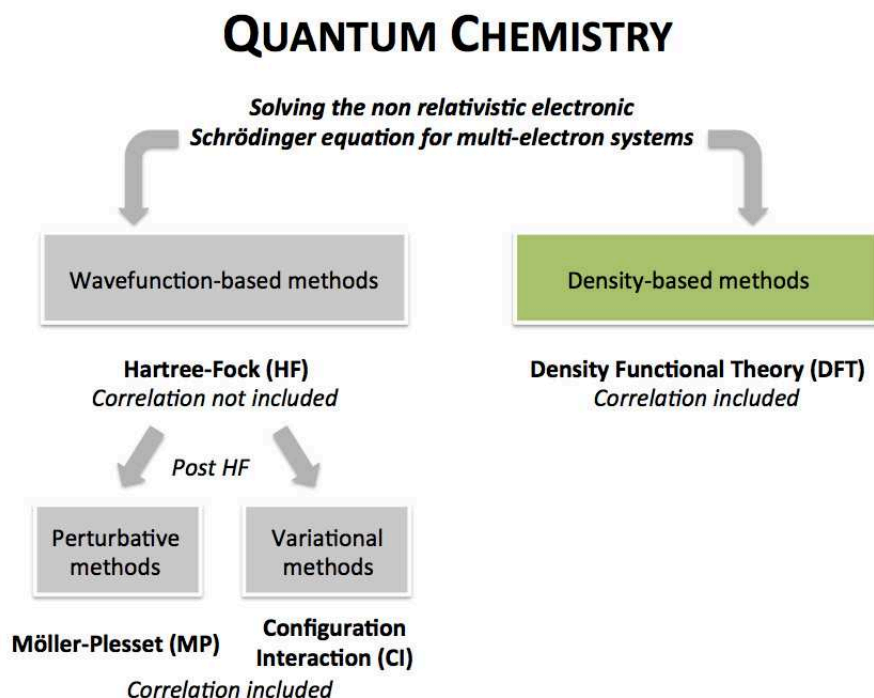 QUANTUM CHEMISTRY
Solving the non relativistic electronic
Schrödinger equation for multi-electron systems
Wavefunction-based methods
Density-based methods
Hartree-Fock (HF)
Correlation not included
Density Functional Theory (DFT)
Correlation included
Post HF
Perturbative
methods
Variational
methods
Möller-Plesset (MP)
Configuration
Interaction (CI)
Correlation included